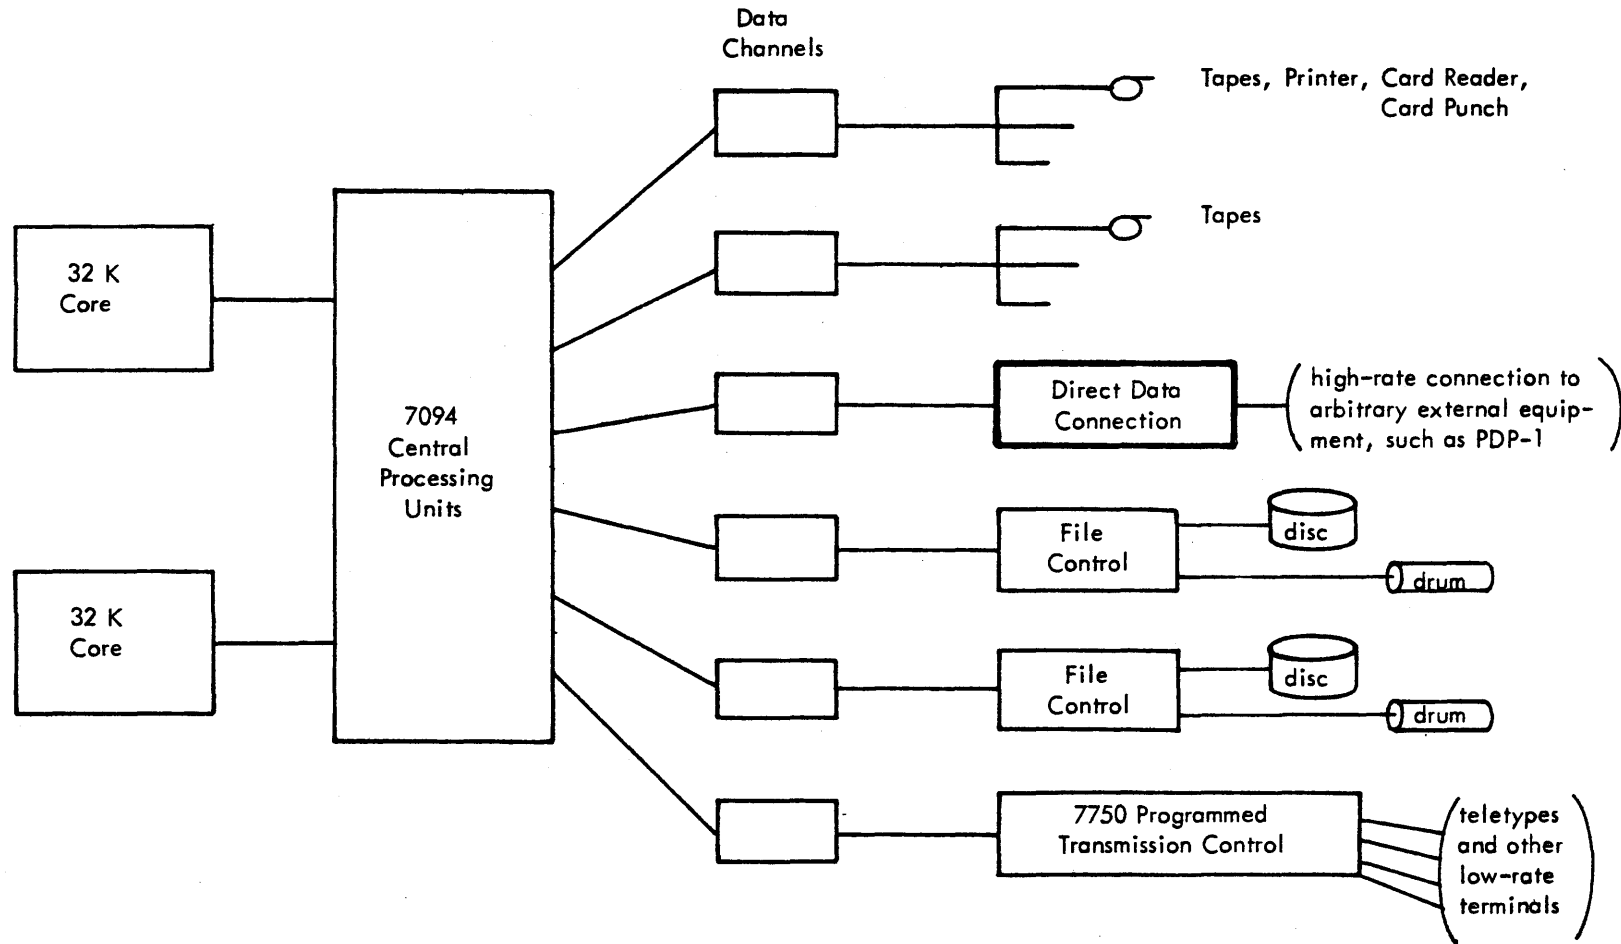 Data
Channels
Tapes, Printer, Card Reader,
Card Punch
Tapes
32 K
Core
7094
Central
Processing
Units
Direct Data
Connection
(high-rate connection to
arbitrary external equip-
ment, such as PDP-1)
File
Control
disc
drum
32 K
Core
File
Control
disc
drum
7750 Programmed
Transmission Control
(teletypes
and other
low-rate
terminals)